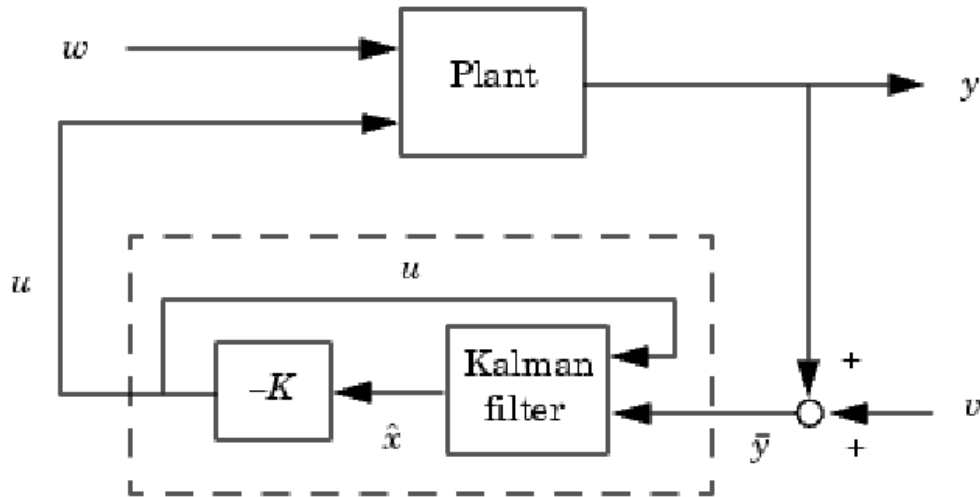 w
Plant
y
u
u
Kalman
filter
–K
x̂
ȳ
+
+
v